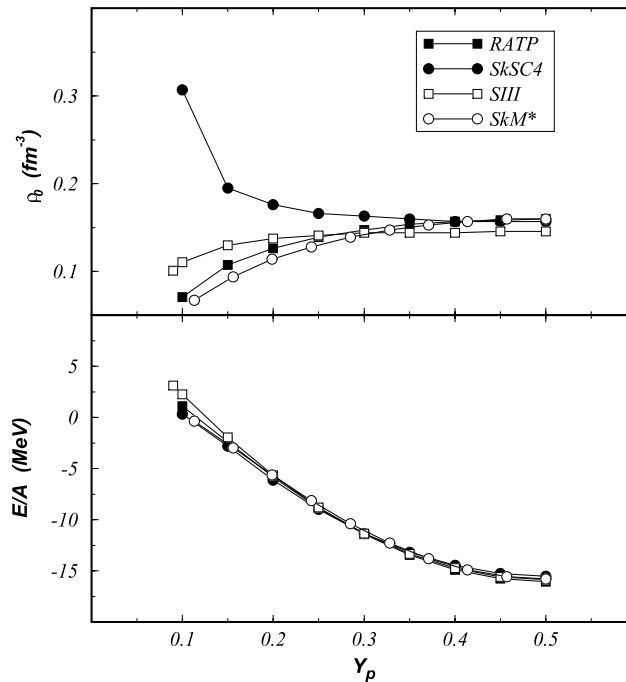 RATP
SkSC4
SIII
SkM*
0.3
0.2
0.1
ρ₀ (fm⁻³)
5
0
-5
-10
-15
E/A (MeV)
0.1 0.2 0.3 0.4 0.5
Yₚ